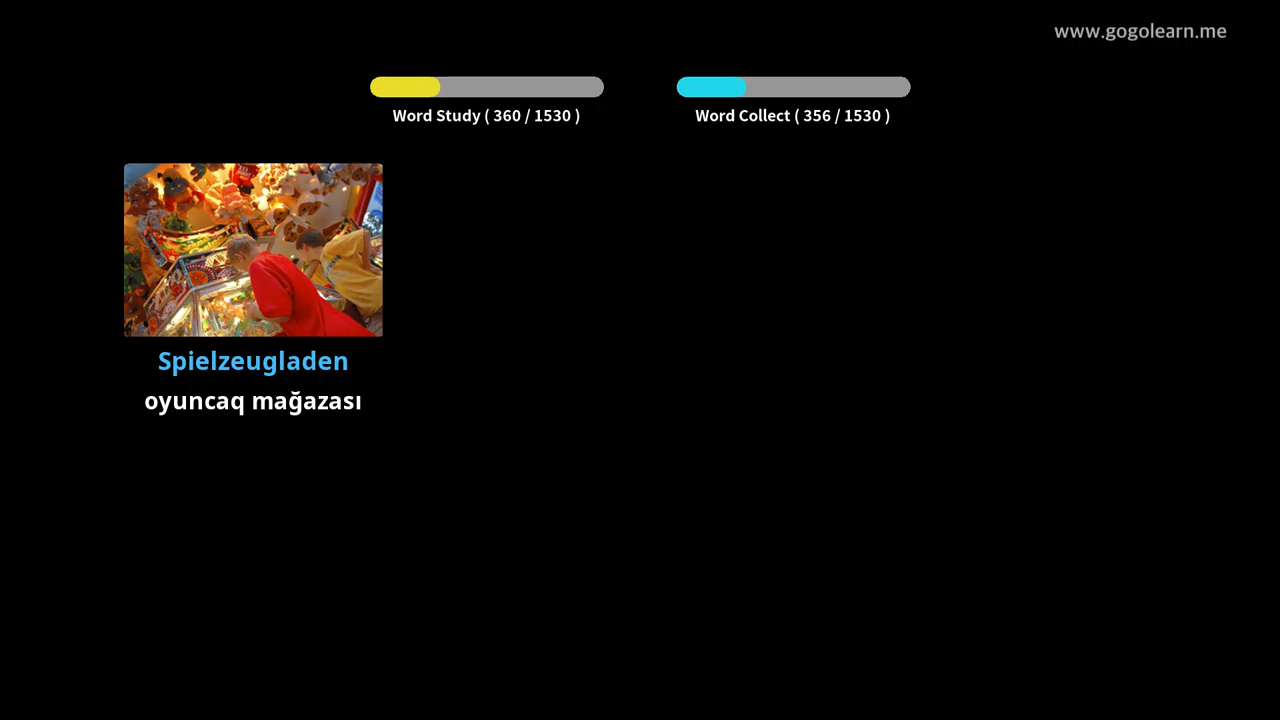 www.gogolearn.me
Word Study ( 360 / 1530 )
Word Collect ( 356 / 1530 )
Spielzeugladen
oyuncaq mağazası